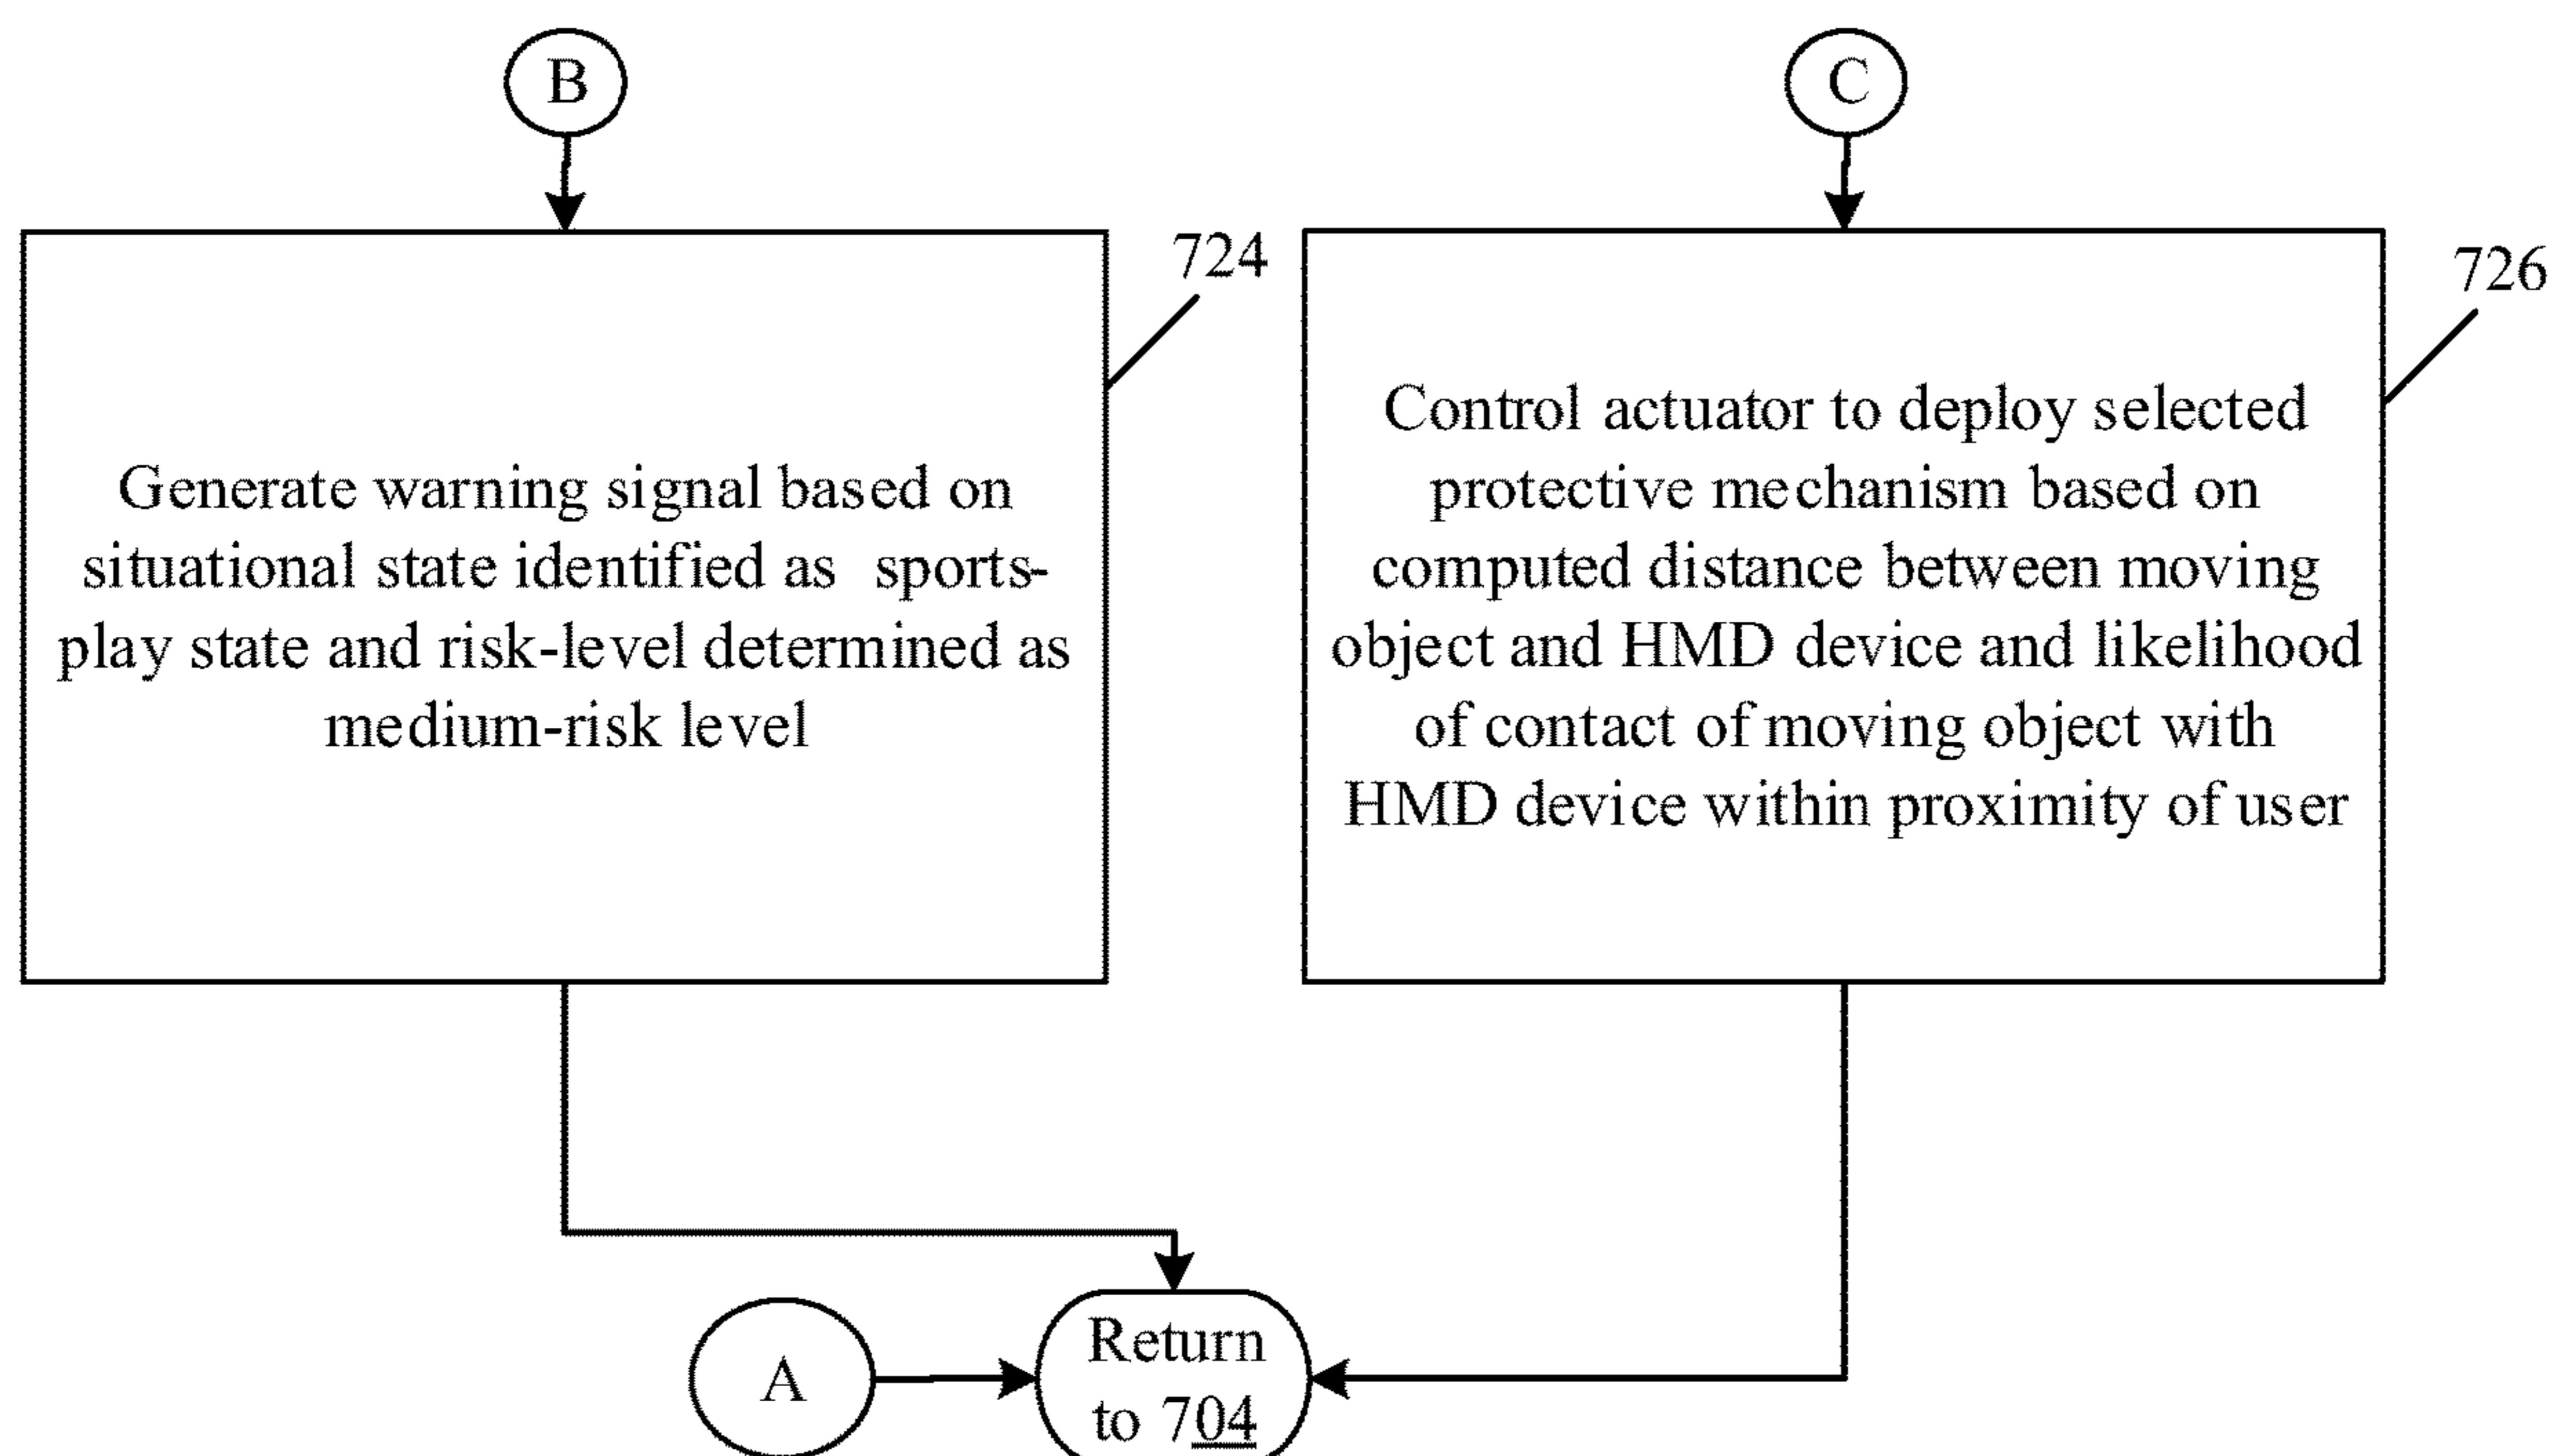 B
C
724
726
Generate warning signal based on
situational state identified as sports-
play state and risk-level determined as
medium-risk level
Control actuator to deploy selected
protective mechanism based on
computed distance between moving
object and HMD device and likelihood
of contact of moving object with
HMD device within proximity of user
A
Return
to 704